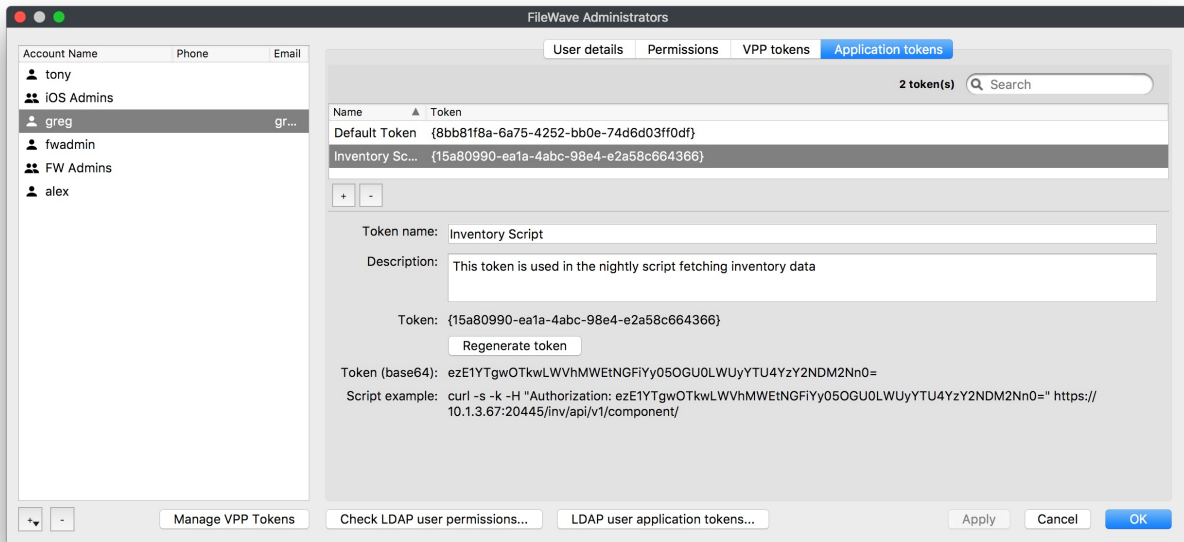 FileWave Administrators
User details Permissions VPP tokens Application tokens
Account Name Phone Email
tony
iOS Admins
greg gr...
fwadmin
FW Admins
alex
2 token(s) Search
Name Token
Default Token {8bb81f8a-6a75-4252-bb0e-74d6d03ff0df}
Inventory Sc... {15a80990-ea1a-4abc-98e4-e2a58c664366}
+ -
Token name: Inventory Script
Description: This token is used in the nightly script fetching inventory data
Token: {15a80990-ea1a-4abc-98e4-e2a58c664366}
Regenerate token
Token (base64): ezE1YTgwOTkwLWVhMWEtNGFiYy05OGU0LWUyYTU4YzY2NDM2Nn0=
Script example: curl -s -k -H "Authorization: ezE1YTgwOTkwLWVhMWEtNGFiYy05OGU0LWUyYTU4YzY2NDM2Nn0=" https://
10.1.3.67:20445/inv/api/v1/component/
+ - Manage VPP Tokens Check LDAP user permissions... LDAP user application tokens... Apply Cancel OK